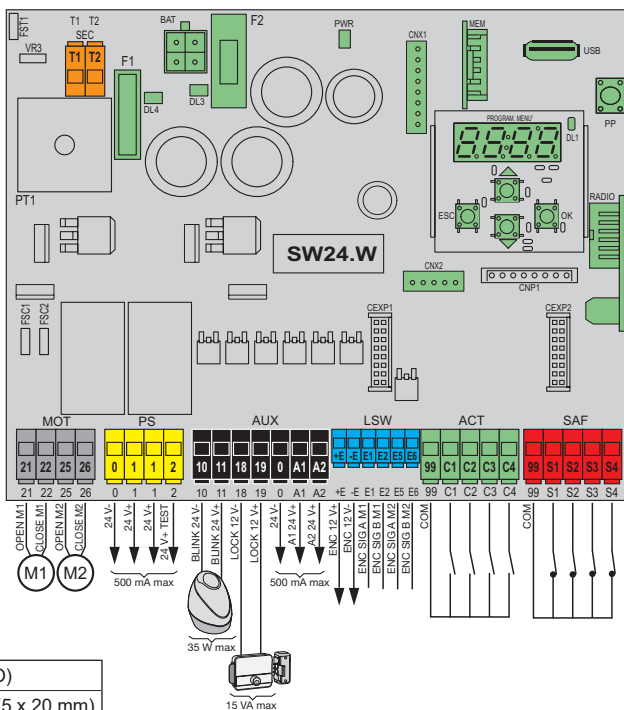 FST1
T1 T2
SEC
T1 T2
VR3
F1
BAT
F2
DL4
DL3
PWR
CNX1
MEM
USB
PP
PROGRAM. MENU'
8.8:8.8
DL1
ESC
OK
RADIO
PT1
SW24.W
CNX2
CNP1
FSC1
FSC2
CEXP1
CEXP2
MOT PS AUX LSW ACT SAF
21 22 25 26 0 1 1 2 10 11 18 19 0 A1 A2 +E -E E1 E2 E5 E6 99 C1 C2 C3 C4 99 S1 S2 S3 S4
21 22 25 26 0 1 1 2 10 11 18 19 0 A1 A2 +E -E E1 E2 E5 E6 99 C1 C2 C3 C4 99 S1 S2 S3 S4
OPEN M1
CLOSE M1
OPEN M2
CLOSE M2
24 V-
24 V+
24 V+
24 V+ TEST
BLINK 24 V-
BLINK 24 V+
LOCK 12 V-
LOCK 12 V+
24 V-
A1 24 V+
A2 24 V+
ENC 12 V+
ENC 12 V-
ENC SIG A M1
ENC SIG B M1
ENC SIG A M2
ENC SIG B M2
COM
COM
M1 M2
500 mA max
500 mA max
35 W max
15 VA max
D)
5 x 20 mm)